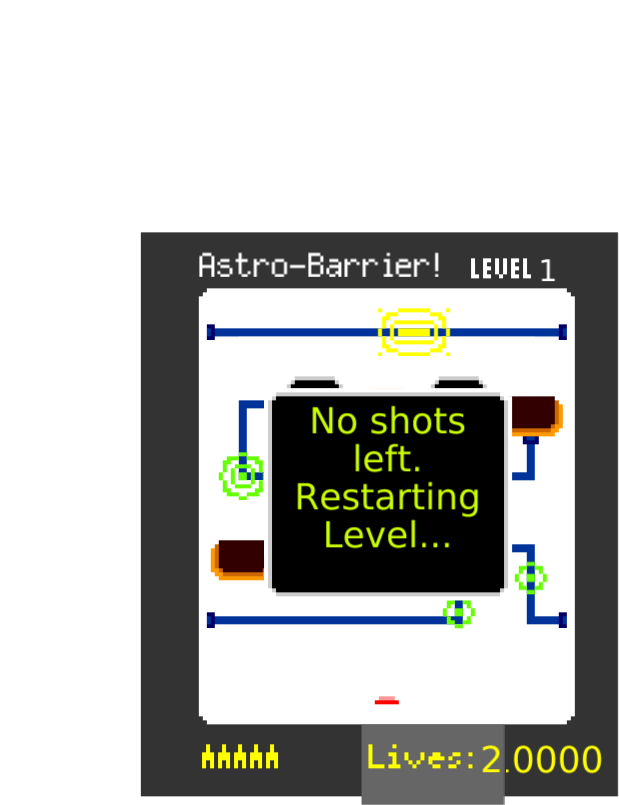 Astro-Barrier! LEVEL 1
No shots
left.
Restarting
Level...
Lives:2.0000